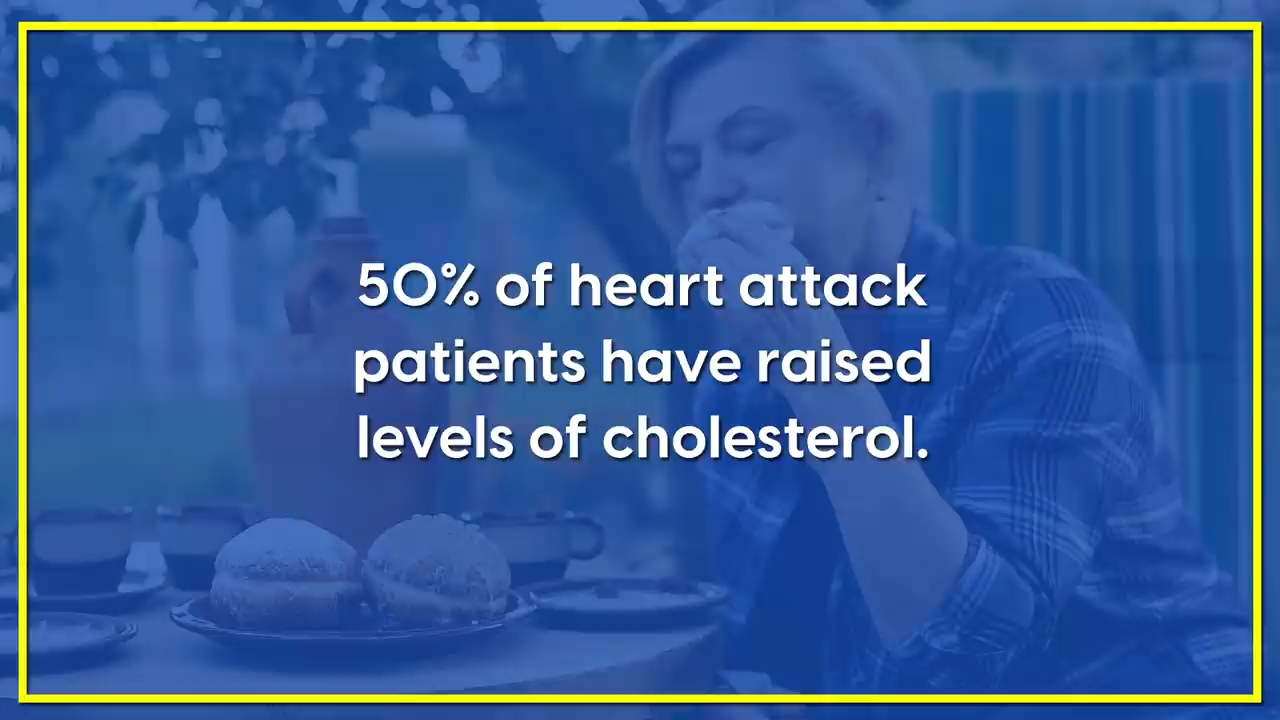 50% of heart attack
patients have raised
levels of cholesterol.